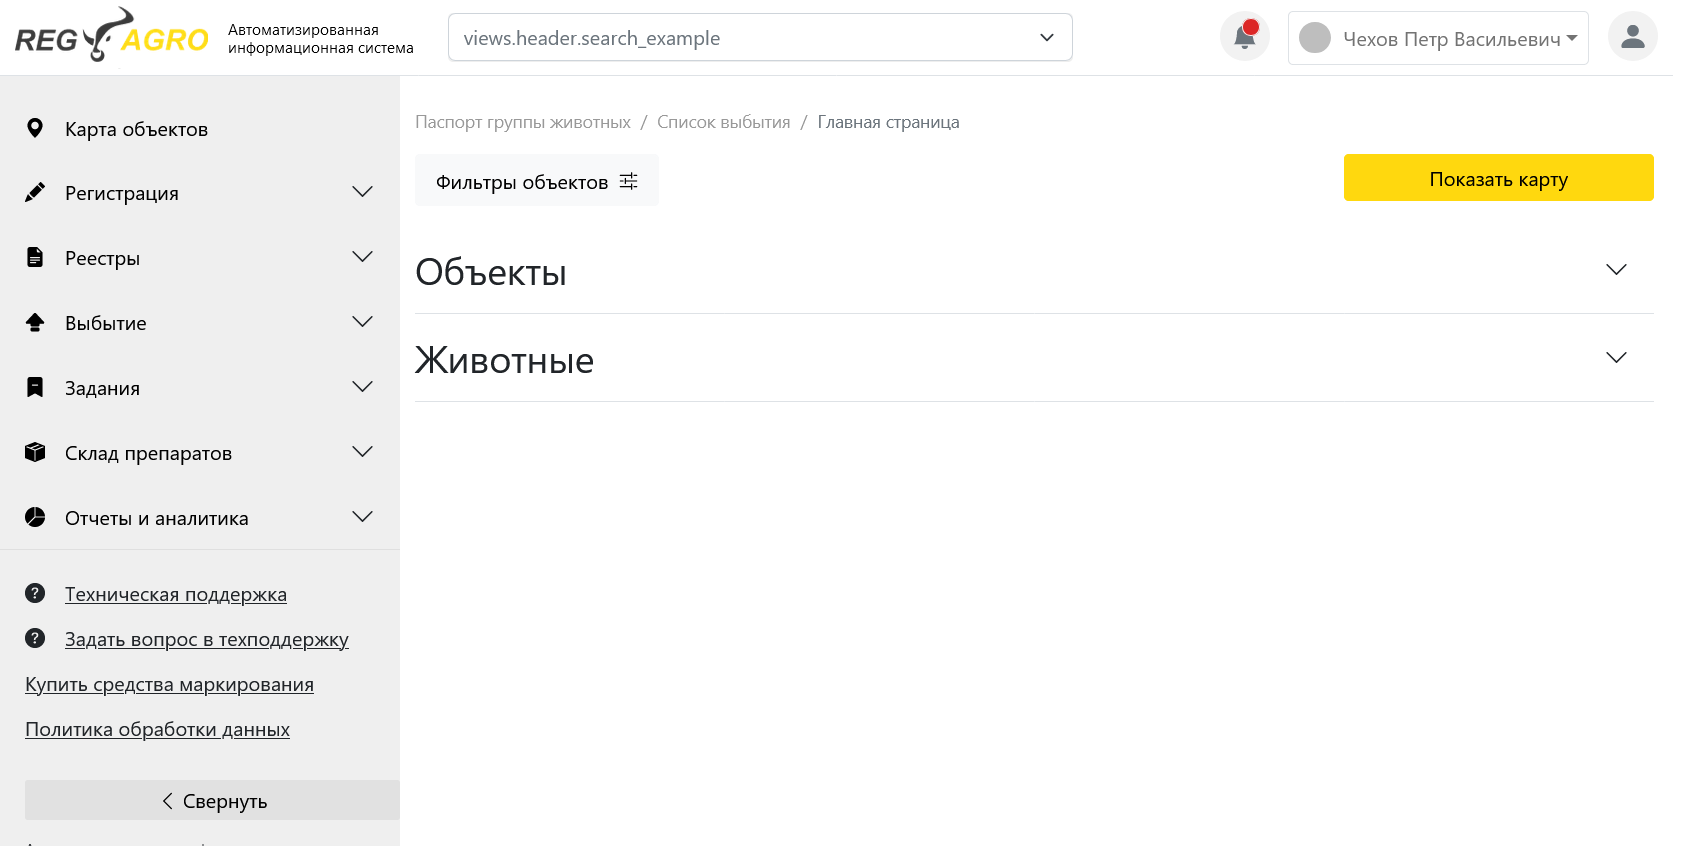 REG AGRO
Автоматизированная
информационная система
views.header.search_example
Чехов Петр Васильевич
Карта объектов
Регистрация
Реестры
Выбытие
Задания
Склад препаратов
Отчеты и аналитика
Техническая поддержка
Задать вопрос в техподдержку
Купить средства маркирования
Политика обработки данных
Свернуть
Паспорт группы животных / Список выбытия / Главная страница
Фильтры объектов
Показать карту
Объекты
Животные